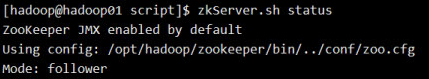 [hadoop@hadoop01 script]$ zkServer.sh status
ZooKeeper JMX enabled by default
Using config: /opt/hadoop/zookeeper/bin/../conf/zoo.cfg
Mode: follower